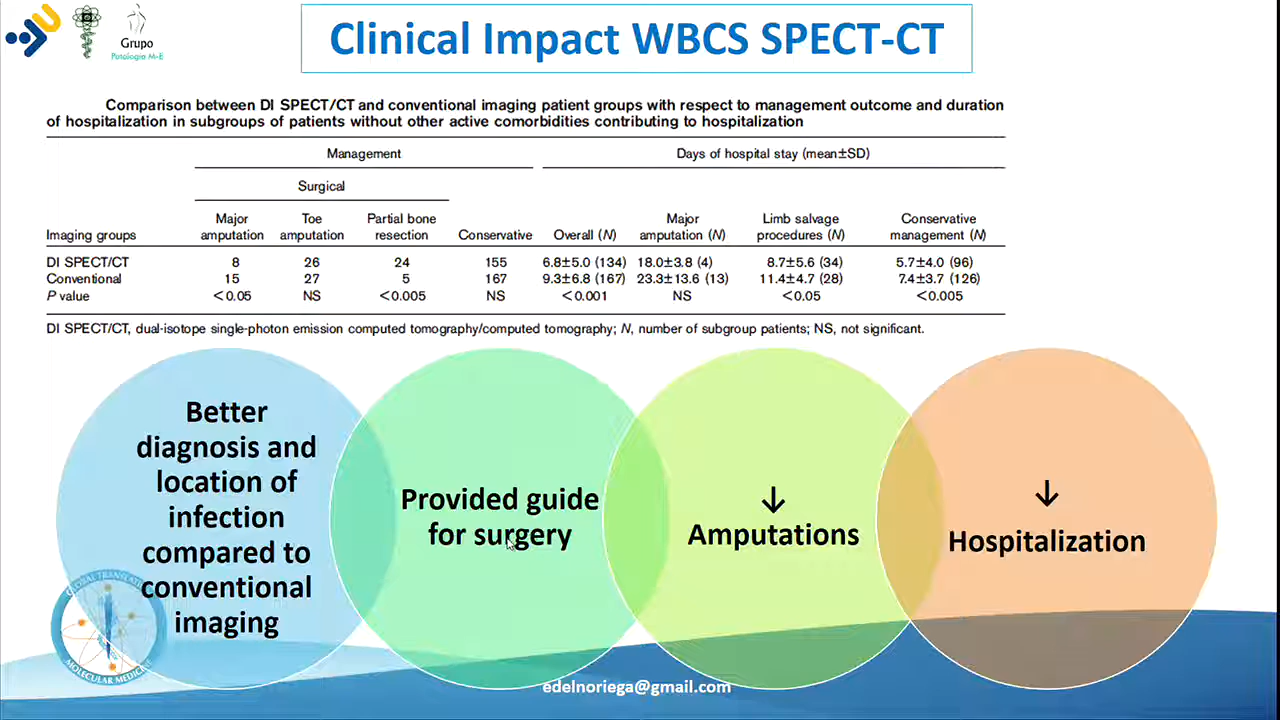 Grupo
Patología M-E
Clinical Impact WBCS SPECT-CT
Comparison between DI SPECT/CT and conventional imaging patient groups with respect to management outcome and duration
of hospitalization in subgroups of patients without other active comorbidities contributing to hospitalization
Management Days of hospital stay (mean±SD)
Surgical
Major Toe Partial bone Major Limb salvage Conservative
Imaging groups amputation amputation resection Conservative Overall (N) amputation (N) procedures (N) management (N)
DI SPECT/CT 8 26 24 155 6.8±5.0 (134) 18.0±3.8 (4) 8.7±5.6 (34) 5.7±4.0 (96)
Conventional 15 27 5 167 9.3±6.8 (167) 23.3±13.6 (13) 11.4±4.7 (28) 7.4±3.7 (126)
P value <0.05 NS <0.005 NS <0.001 NS <0.05 <0.005
DI SPECT/CT, dual-isotope single-photon emission computed tomography/computed tomography; N, number of subgroup patients; NS, not significant.
Better
diagnosis and
location of
infection
compared to
conventional
imaging
Provided guide
for surgery
↓
Amputations
↓
Hospitalization
MOLECULAR MEDICINE
edelnoriega@gmail.com